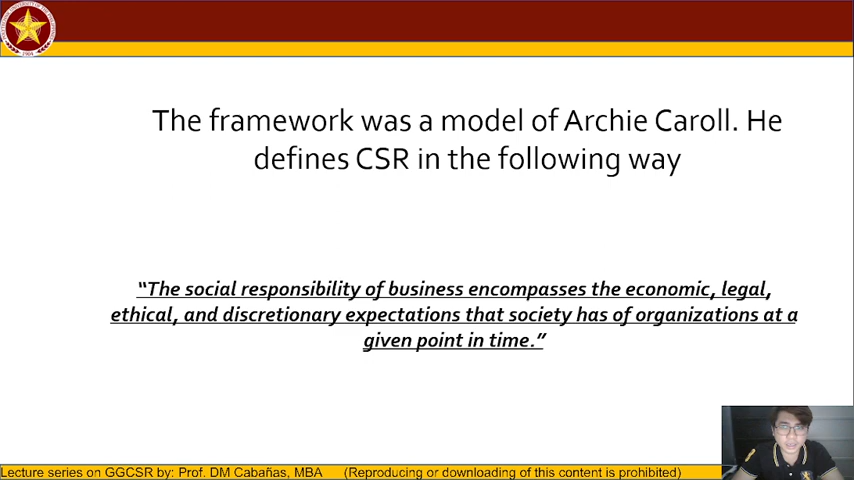 The framework was a model of Archie Caroll. He
defines CSR in the following way
“The social responsibility of business encompasses the economic, legal,
ethical, and discretionary expectations that society has of organizations at a
given point in time.”
Lecture series on GGCSR by: Prof. DM Cabañas, MBA (Reproducing or downloading of this content is prohibited)